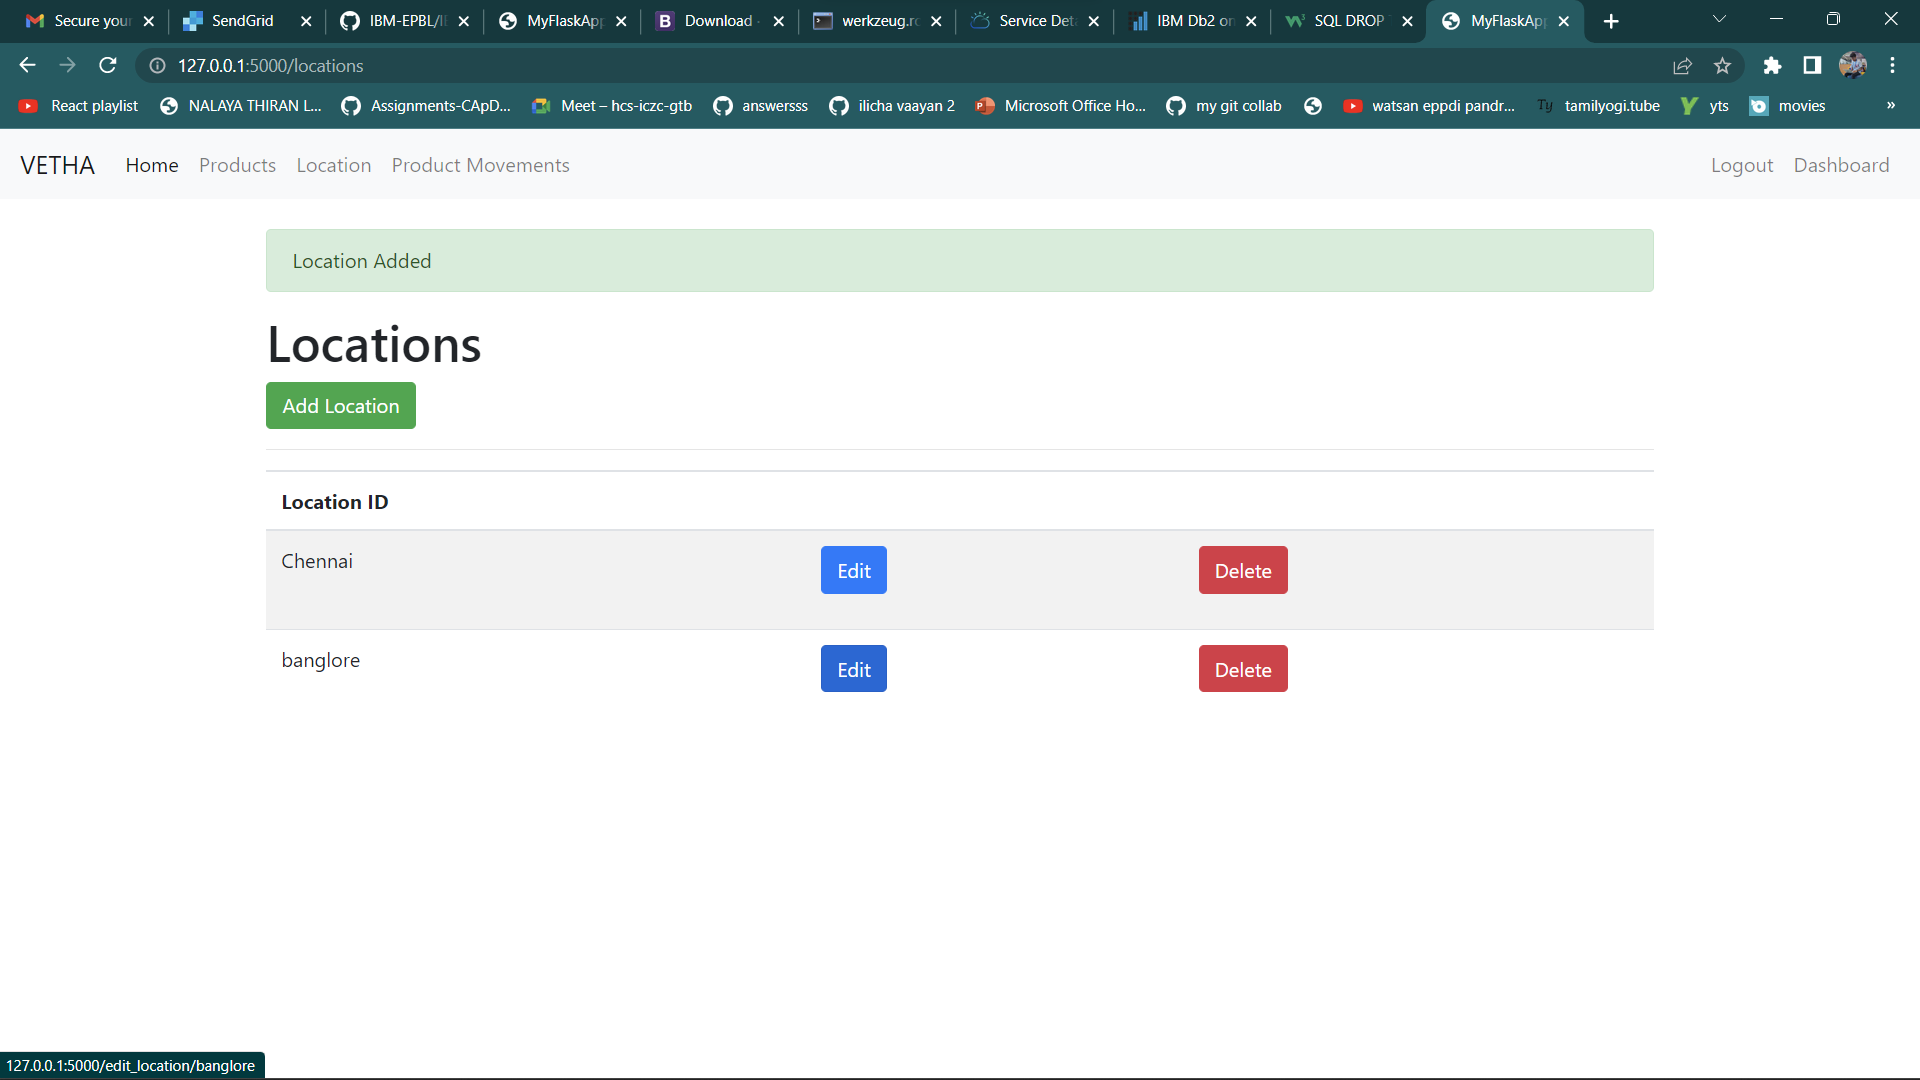 Secure your SendGrid IBM-EPBL/I MyFlaskApp Download - werkzeug.ro Service Deta IBM Db2 on SQL DROP T MyFlaskApp
127.0.0.1:5000/locations
React playlist NALAYA THIRAN L... Assignments-CApD... Meet – hcs-iczc-gtb answersss ilicha vaayan 2 Microsoft Office Ho... my git collab watsan eppdi pandr... Ty tamilyogi.tube yts movies »
VETHA Home Products Location Product Movements Logout Dashboard
Location Added
Locations
Add Location
Location ID
Chennai Edit Delete
banglore Edit Delete
127.0.0.1:5000/edit_location/banglore